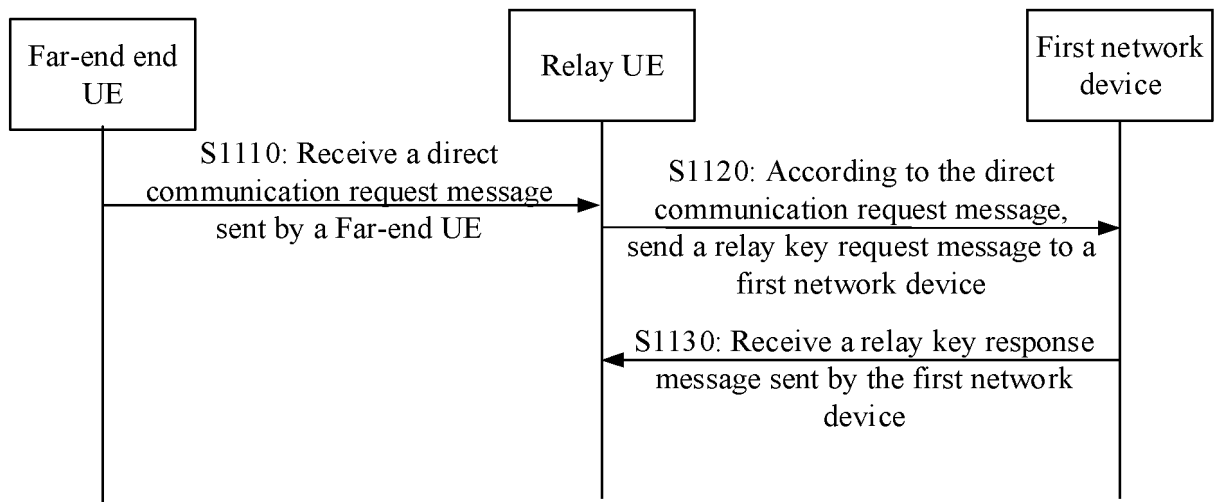 Far-end end
UE
Relay UE
First network
device
S1110: Receive a direct
communication request message
sent by a Far-end UE
S1120: According to the direct
communication request message,
send a relay key request message to a
first network device
S1130: Receive a relay key response
message sent by the first network
device